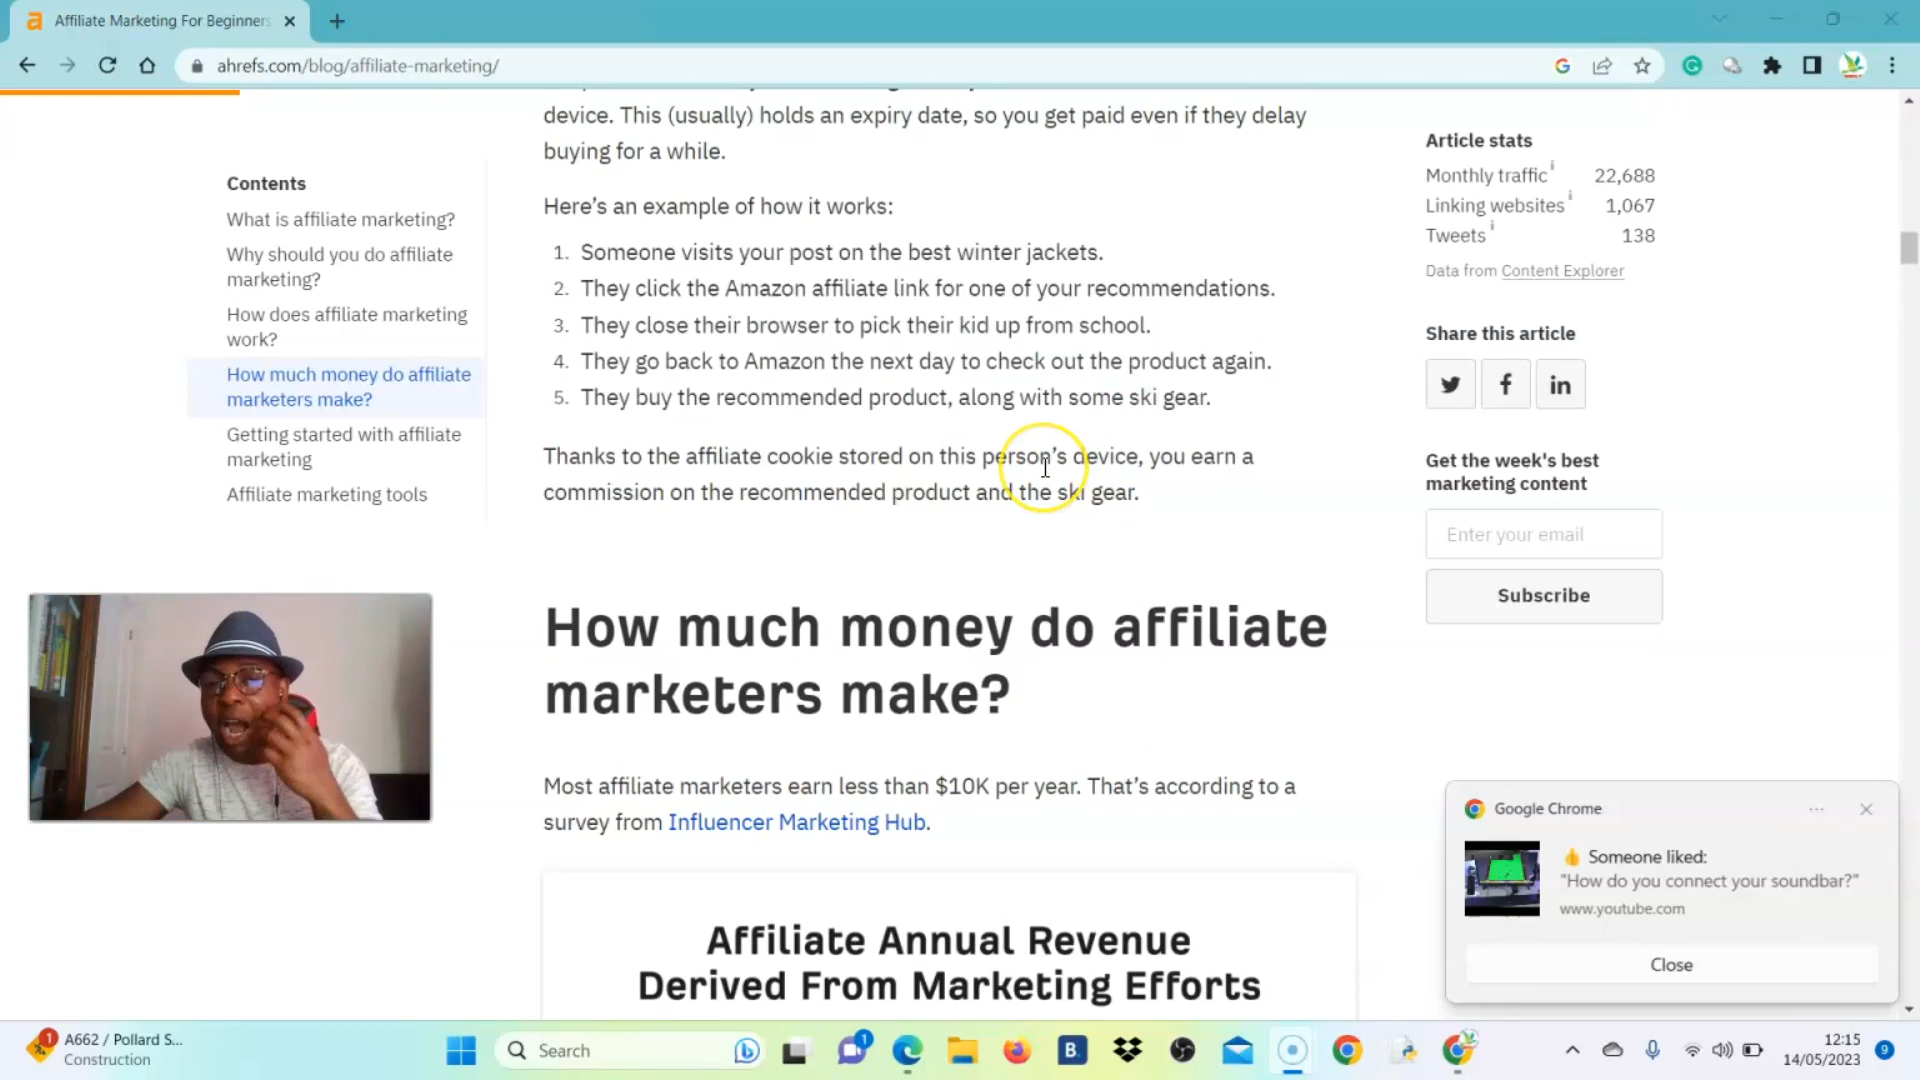 Affiliate Marketing For Beginners
ahrefs.com/blog/affiliate-marketing/
device. This (usually) holds an expiry date, so you get paid even if they delay
buying for a while.
Here's an example of how it works:
1. Someone visits your post on the best winter jackets.
2. They click the Amazon affiliate link for one of your recommendations.
3. They close their browser to pick their kid up from school.
4. They go back to Amazon the next day to check out the product again.
5. They buy the recommended product, along with some ski gear.
Thanks to the affiliate cookie stored on this person's device, you earn a
commission on the recommended product and the ski gear.
How much money do affiliate
marketers make?
Most affiliate marketers earn less than $10K per year. That's according to a
survey from Influencer Marketing Hub.
Affiliate Annual Revenue
Derived From Marketing Efforts
Contents
What is affiliate marketing?
Why should you do affiliate
marketing?
How does affiliate marketing
work?
How much money do affiliate
marketers make?
Getting started with affiliate
marketing
Affiliate marketing tools
Article stats
Monthly traffic i 22,688
Linking websites i 1,067
Tweets i 138
Data from Content Explorer
Share this article
Get the week's best
marketing content
Enter your email
Subscribe
Google Chrome
👍 Someone liked:
"How do you connect your soundbar?"
www.youtube.com
Close
1
A662 / Pollard S...
Construction
Search
1
B.
12:15
14/05/2023
9